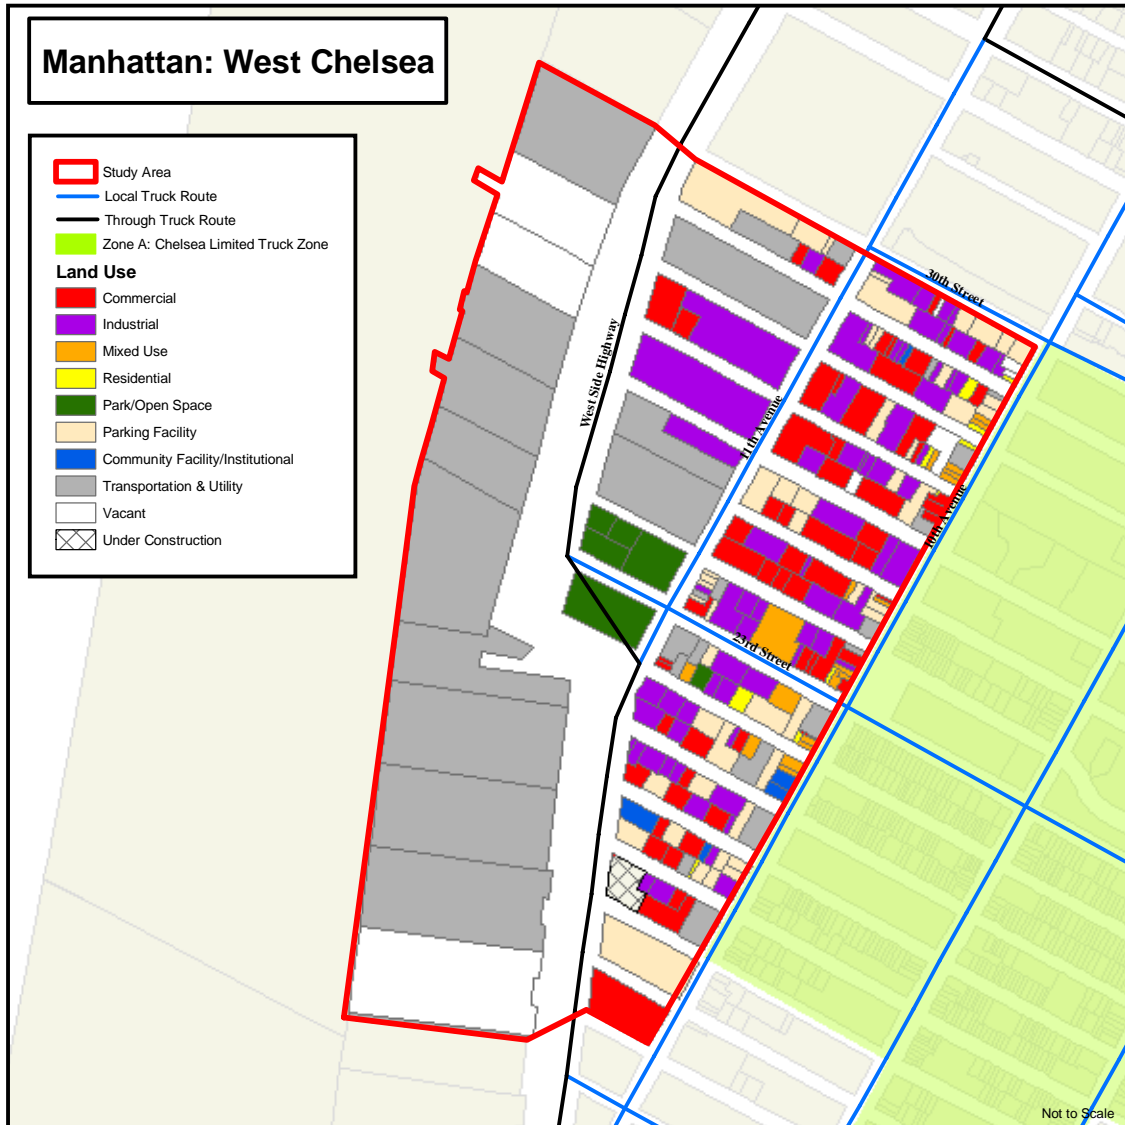 Manhattan: West Chelsea
Study Area
Local Truck Route
Through Truck Route
Zone A: Chelsea Limited Truck Zone
Land Use
Commercial
Industrial
Mixed Use
Residential
Park/Open Space
Parking Facility
Community Facility/Institutional
Transportation & Utility
Vacant
Under Construction
30th Street
West Side Highway
11th Avenue
10th Avenue
23rd Street
Not to Scale